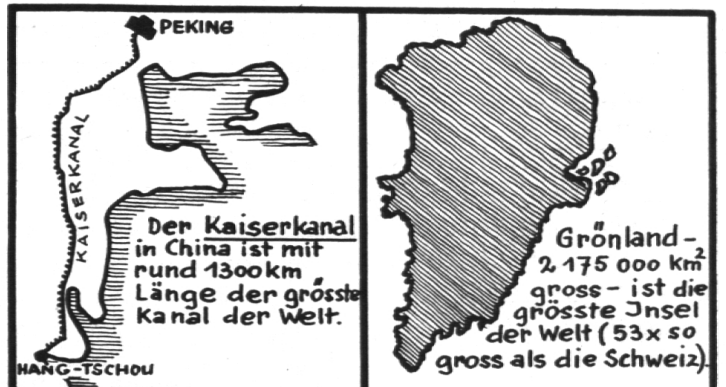 PEKING
KAISERKANAL
Der Kaiserkanal
in China ist mit
rund 1300 km
Länge der grösste
Kanal der Welt.
HANG-TSCHOU
Grönland –
2 175 000 km²
gross – ist die
grösste Insel
der Welt (53x so
gross als die Schweiz).